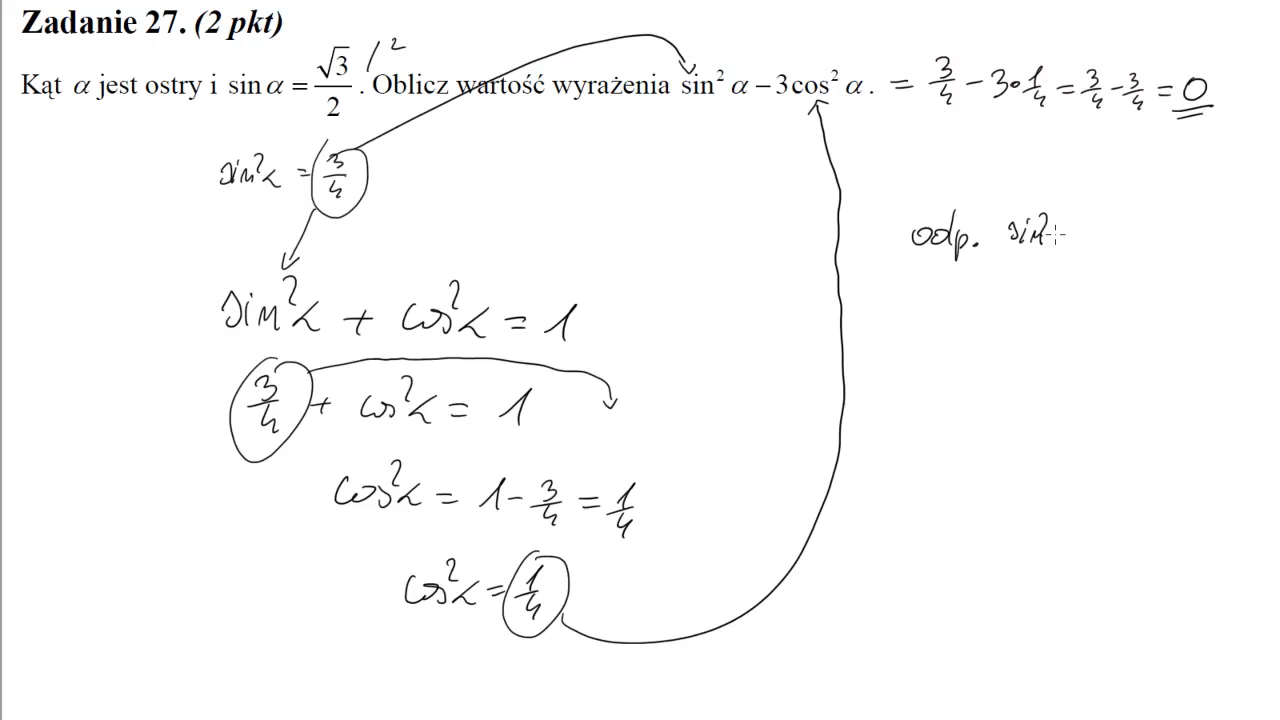 Zadanie 27. (2 pkt)
Kąt α jest ostry i sin α = √3/2 . Oblicz wartość wyrażenia sin² α − 3cos² α . = 3/4 − 3·1/4 = 3/4 − 3/4 = 0
/²
sin²α = 3/4
odp. sin²
sin²α + cos²α = 1
3/4 + cos²α = 1
cos²α = 1 − 3/4 = 1/4
cos²α = 1/4